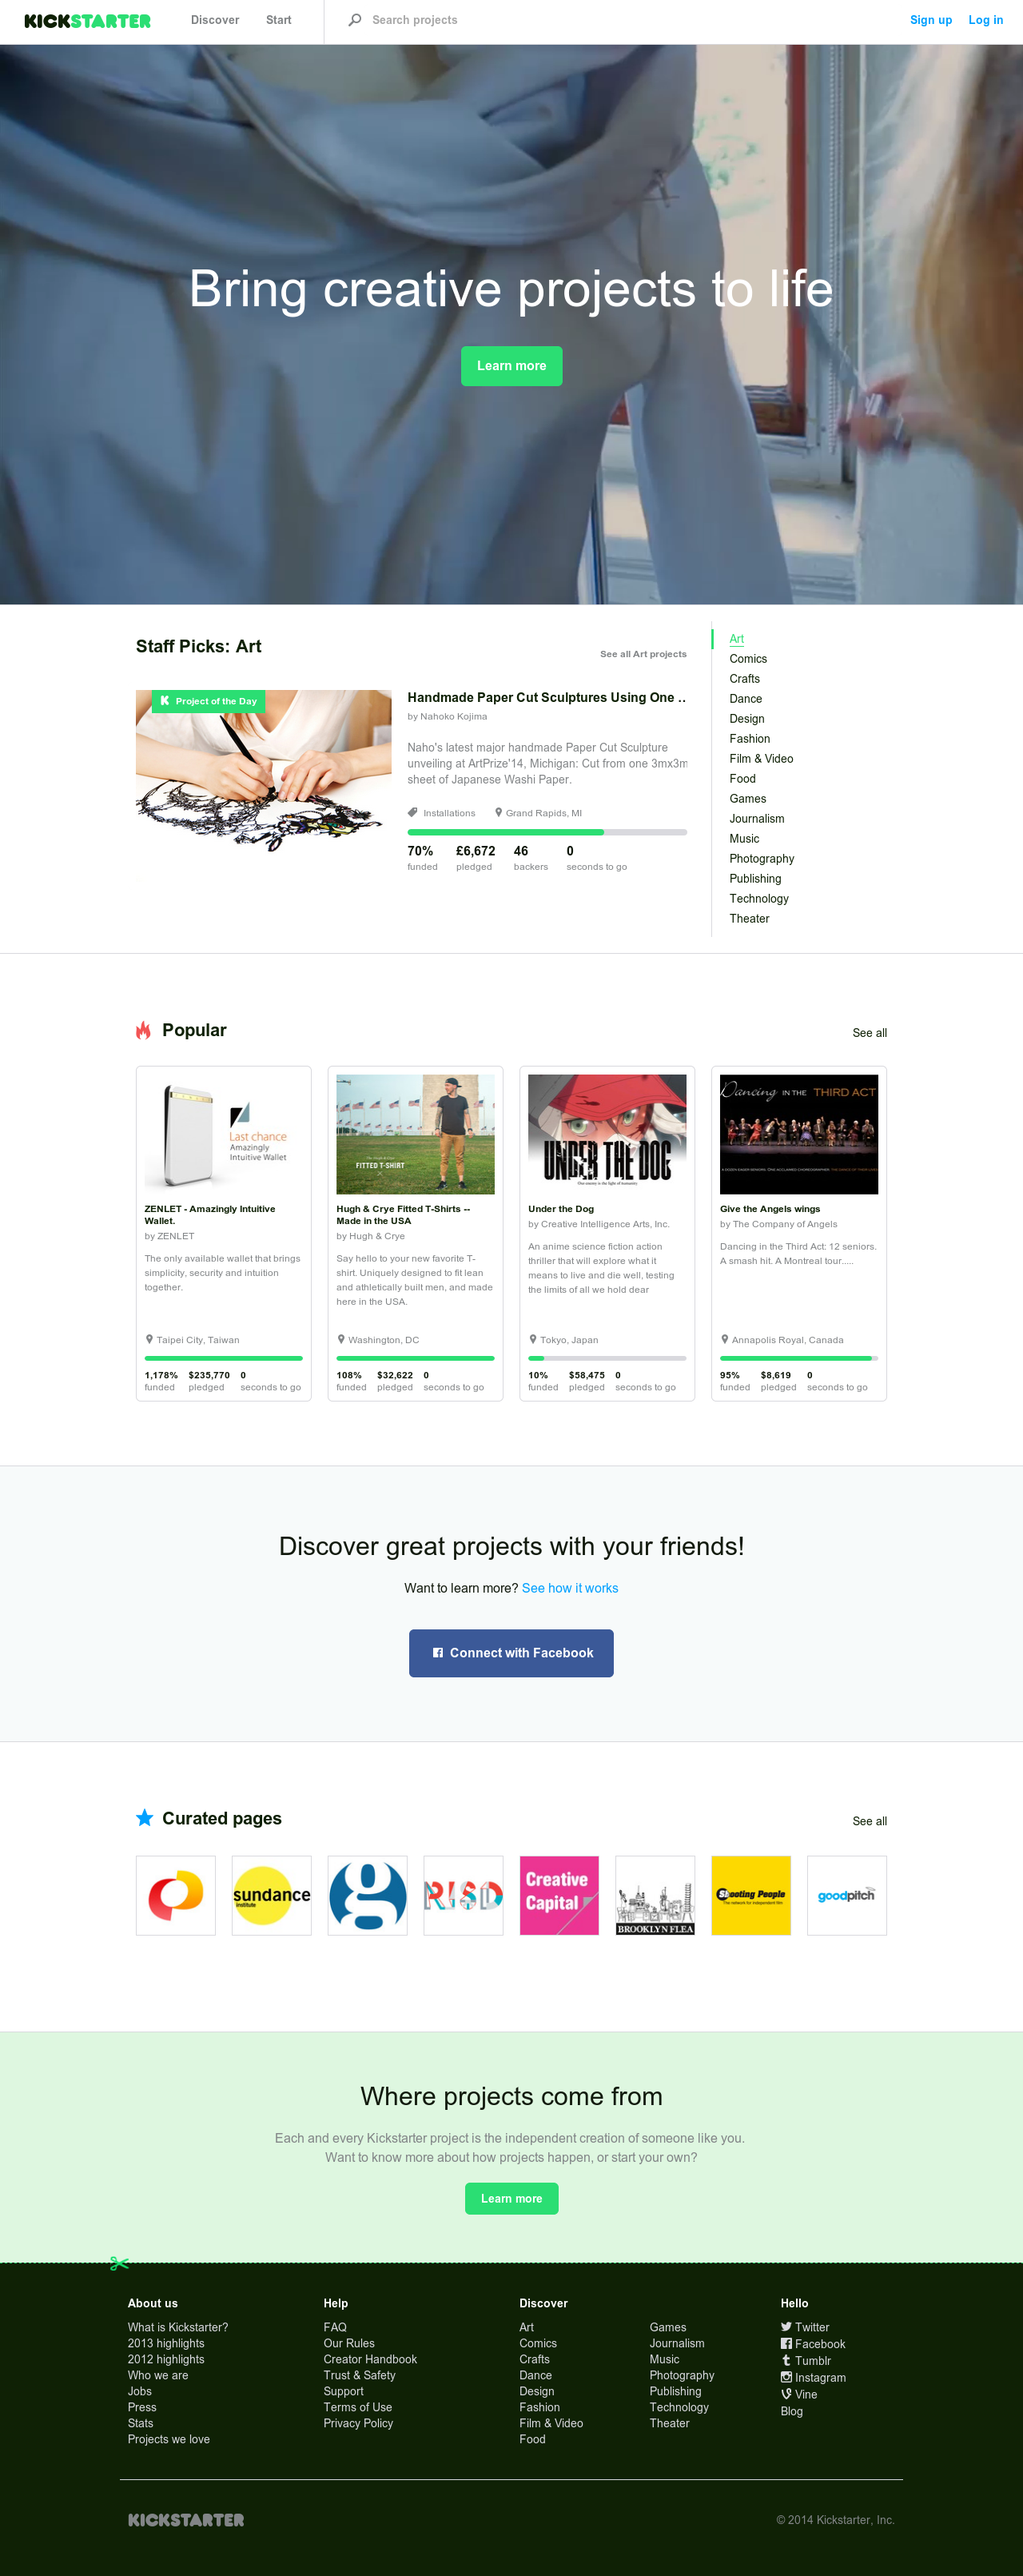 KICKSTARTER
Discover
Start
Search projects
Sign up
Log in
Bring creative projects to life
Learn more
Staff Picks: Art
See all Art projects
Project of the Day
Handmade Paper Cut Sculptures Using One ..
by Nahoko Kojima
Naho's latest major handmade Paper Cut Sculpture
unveiling at ArtPrize'14, Michigan: Cut from one 3mx3m
sheet of Japanese Washi Paper.
Installations
Grand Rapids, MI
70%
£6,672
46
0
funded
pledged
backers
seconds to go
Art
Comics
Crafts
Dance
Design
Fashion
Film & Video
Food
Games
Journalism
Music
Photography
Publishing
Technology
Theater
Popular
See all
Last chance
Amazingly
Intuitive Wallet
ZENLET - Amazingly Intuitive
Wallet.
by ZENLET
The only available wallet that brings
simplicity, security and intuition
together.
Taipei City, Taiwan
1,178%
$235,770
0
funded
pledged
seconds to go
FITTED T-SHIRT
Hugh & Crye Fitted T-Shirts --
Made in the USA
by Hugh & Crye
Say hello to your new favorite T-
shirt. Uniquely designed to fit lean
and athletically built men, and made
here in the USA.
Washington, DC
108%
$32,622
0
funded
pledged
seconds to go
UNDER THE DOG
One enemy is the light of humanity
Under the Dog
by Creative Intelligence Arts, Inc.
An anime science fiction action
thriller that will explore what it
means to live and die well, testing
the limits of all we hold dear
Tokyo, Japan
10%
$58,475
0
funded
pledged
seconds to go
Dancing IN THE THIRD ACT
A DOZEN EAGER SENIORS. ONE ACCLAIMED CHOREOGRAPHER.
Give the Angels wings
by The Company of Angels
Dancing in the Third Act: 12 seniors.
A smash hit. A Montreal tour.....
Annapolis Royal, Canada
95%
$8,619
0
funded
pledged
seconds to go
Discover great projects with your friends!
Want to learn more? See how it works
Connect with Facebook
Curated pages
See all
sundance
institute
g
RISD
Creative
Capital
BROOKLYN FLEA
Shooting People
The network for independent film
goodpitch
Where projects come from
Each and every Kickstarter project is the independent creation of someone like you.
Want to know more about how projects happen, or start your own?
Learn more
About us
What is Kickstarter?
2013 highlights
2012 highlights
Who we are
Jobs
Press
Stats
Projects we love
Help
FAQ
Our Rules
Creator Handbook
Trust & Safety
Support
Terms of Use
Privacy Policy
Discover
Art
Comics
Crafts
Dance
Design
Fashion
Film & Video
Food
Games
Journalism
Music
Photography
Publishing
Technology
Theater
Hello
Twitter
Facebook
Tumblr
Instagram
Vine
Blog
KICKSTARTER
© 2014 Kickstarter, Inc.